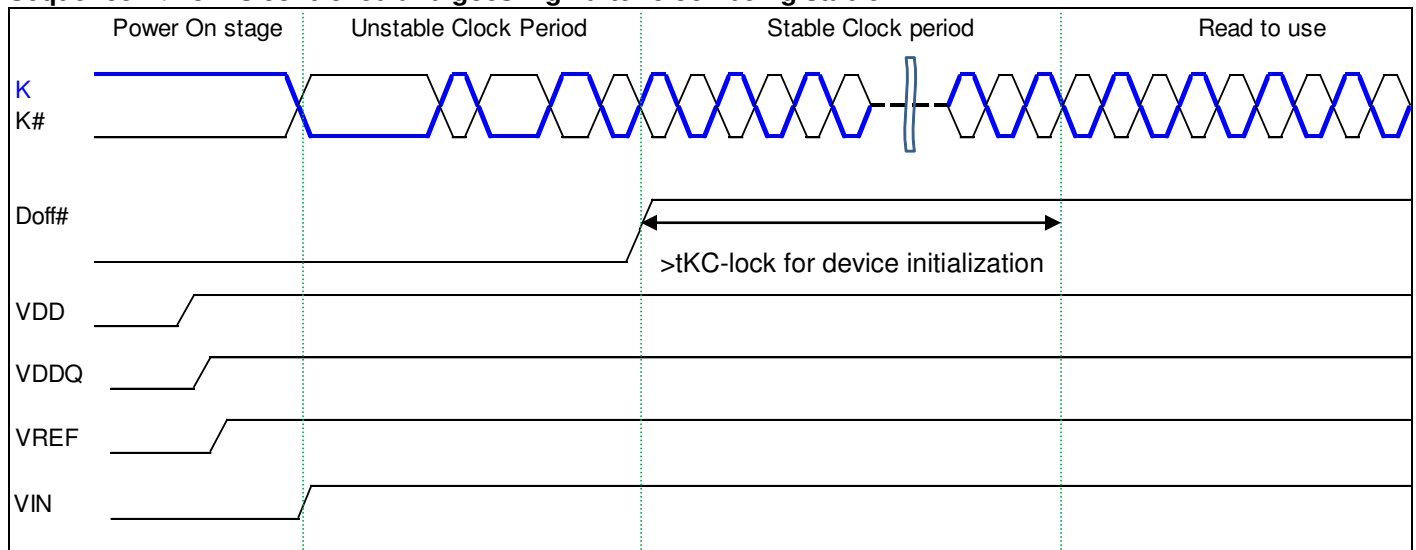 Power On stage Unstable Clock Period Stable Clock period Read to use
K
K#
Doff#
>tKC-lock for device initialization
VDD
VDDQ
VREF
VIN